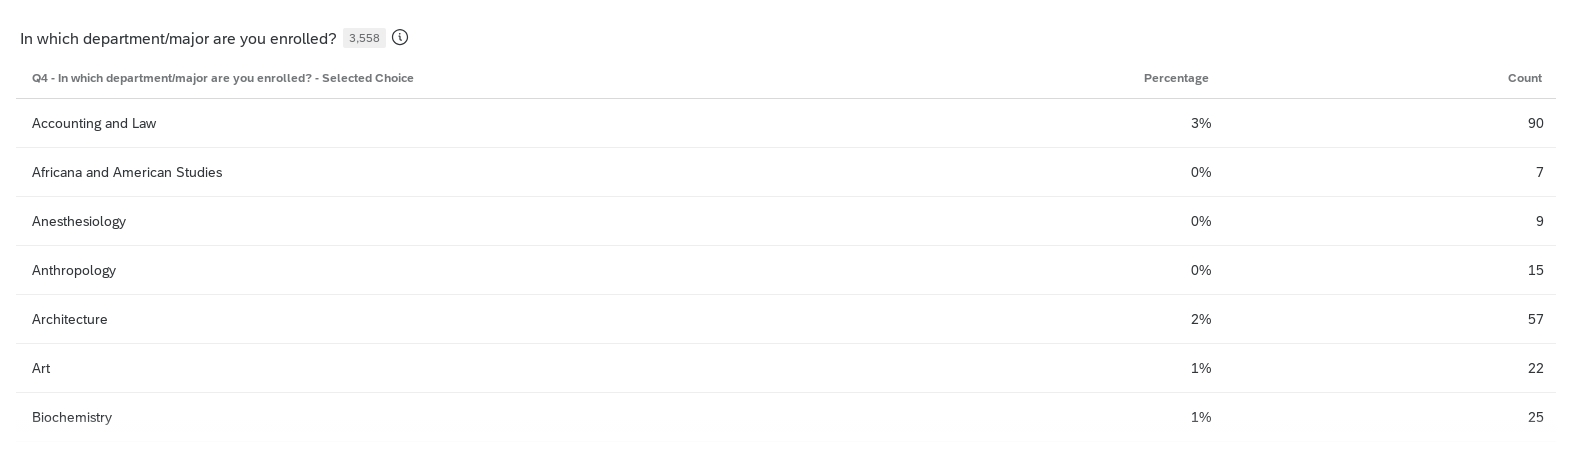 In which department/major are you enrolled? 3,558
Q4 - In which department/major are you enrolled? - Selected Choice Percentage Count
Accounting and Law 3% 90
Africana and American Studies 0% 7
Anesthesiology 0% 9
Anthropology 0% 15
Architecture 2% 57
Art 1% 22
Biochemistry 1% 25